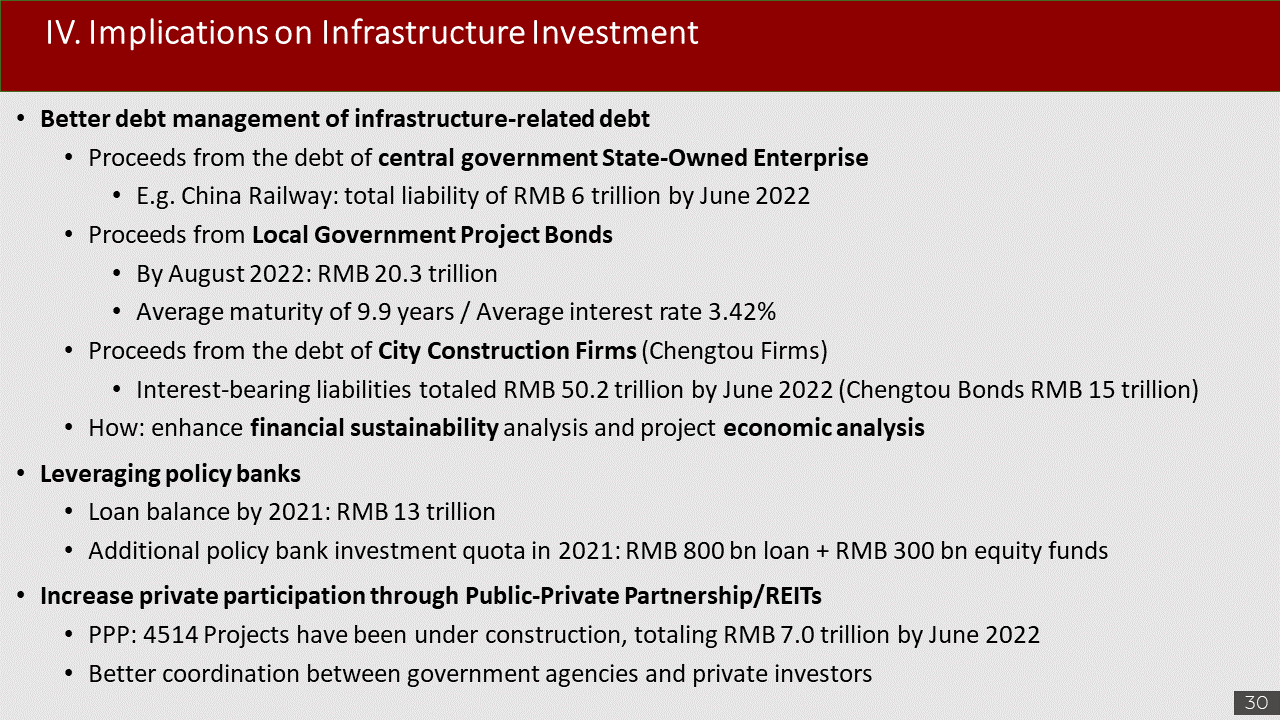 IV. Implications on Infrastructure Investment
• Better debt management of infrastructure-related debt
• Proceeds from the debt of central government State-Owned Enterprise
• E.g. China Railway: total liability of RMB 6 trillion by June 2022
• Proceeds from Local Government Project Bonds
• By August 2022: RMB 20.3 trillion
• Average maturity of 9.9 years / Average interest rate 3.42%
• Proceeds from the debt of City Construction Firms (Chengtou Firms)
• Interest-bearing liabilities totaled RMB 50.2 trillion by June 2022 (Chengtou Bonds RMB 15 trillion)
• How: enhance financial sustainability analysis and project economic analysis
• Leveraging policy banks
• Loan balance by 2021: RMB 13 trillion
• Additional policy bank investment quota in 2021: RMB 800 bn loan + RMB 300 bn equity funds
• Increase private participation through Public-Private Partnership/REITs
• PPP: 4514 Projects have been under construction, totaling RMB 7.0 trillion by June 2022
• Better coordination between government agencies and private investors
30